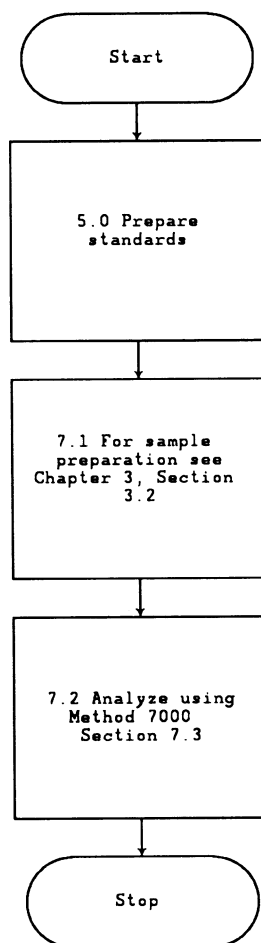 Start
5.0 Prepare
standards
7.1 For sample
preparation see
Chapter 3, Section
3.2
7.2 Analyze using
Method 7000
Section 7.3
Stop